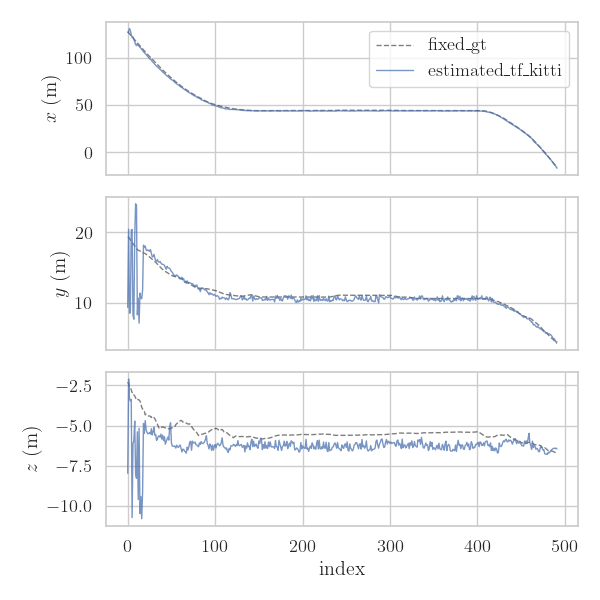 fixed_gt
estimated_tf_kitti
x (m)
100
50
0
y (m)
20
10
z (m)
−2.5
−5.0
−7.5
−10.0
0 100 200 300 400 500
index